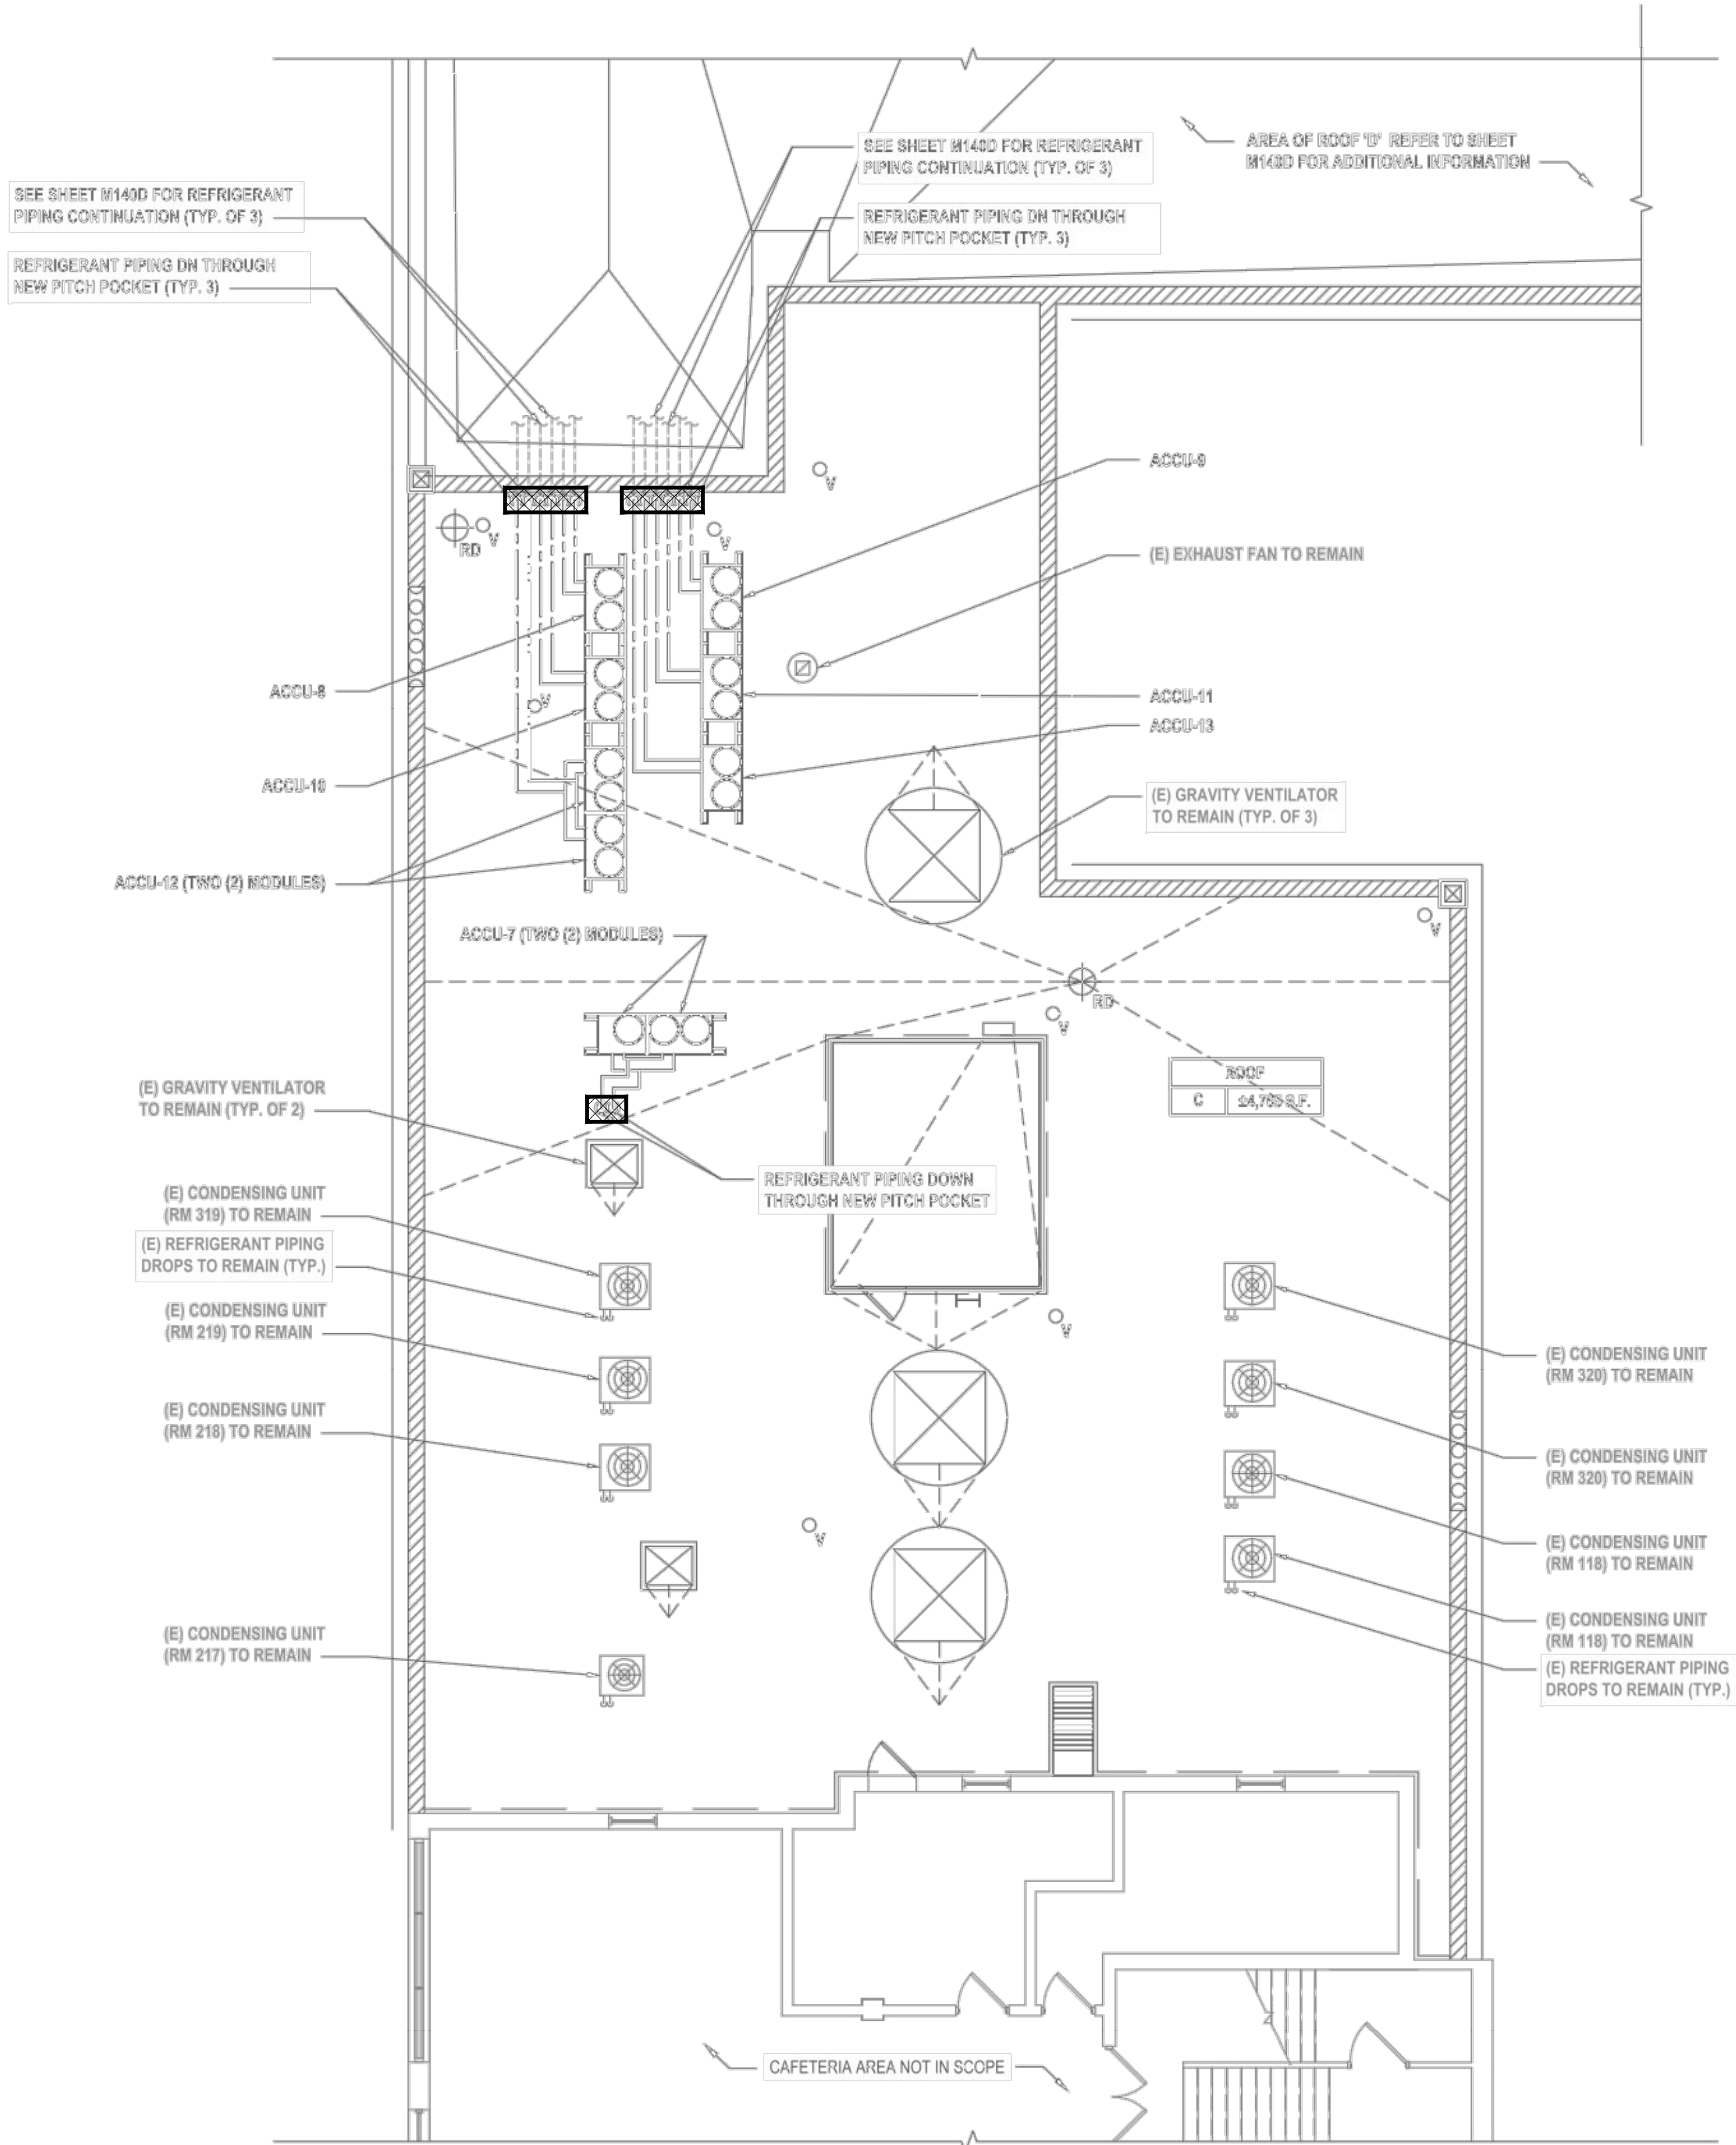 SEE SHEET M140D FOR REFRIGERANT
PIPING CONTINUATION (TYP. OF 3)
AREA OF ROOF 'D' REFER TO SHEET
M140D FOR ADDITIONAL INFORMATION
SEE SHEET M140D FOR REFRIGERANT
PIPING CONTINUATION (TYP. OF 3)
REFRIGERANT PIPING DN THROUGH
NEW PITCH POCKET (TYP. 3)
REFRIGERANT PIPING DN THROUGH
NEW PITCH POCKET (TYP. 3)
ACCU-9
V
RD
V
V
(E) EXHAUST FAN TO REMAIN
ACCU-8
V
ACCU-11
ACCU-13
ACCU-10
(E) GRAVITY VENTILATOR
TO REMAIN (TYP. OF 3)
ACCU-12 (TWO (2) MODULES)
V
ACCU-7 (TWO (2) MODULES)
RD
V
ROOF
C
±4,765 S.F.
(E) GRAVITY VENTILATOR
TO REMAIN (TYP. OF 2)
REFRIGERANT PIPING DOWN
THROUGH NEW PITCH POCKET
(E) CONDENSING UNIT
(RM 319) TO REMAIN
(E) REFRIGERANT PIPING
DROPS TO REMAIN (TYP.)
(E) CONDENSING UNIT
(RM 219) TO REMAIN
V
(E) CONDENSING UNIT
(RM 320) TO REMAIN
(E) CONDENSING UNIT
(RM 218) TO REMAIN
(E) CONDENSING UNIT
(RM 320) TO REMAIN
V
(E) CONDENSING UNIT
(RM 118) TO REMAIN
(E) CONDENSING UNIT
(RM 118) TO REMAIN
(E) CONDENSING UNIT
(RM 217) TO REMAIN
(E) REFRIGERANT PIPING
DROPS TO REMAIN (TYP.)
CAFETERIA AREA NOT IN SCOPE